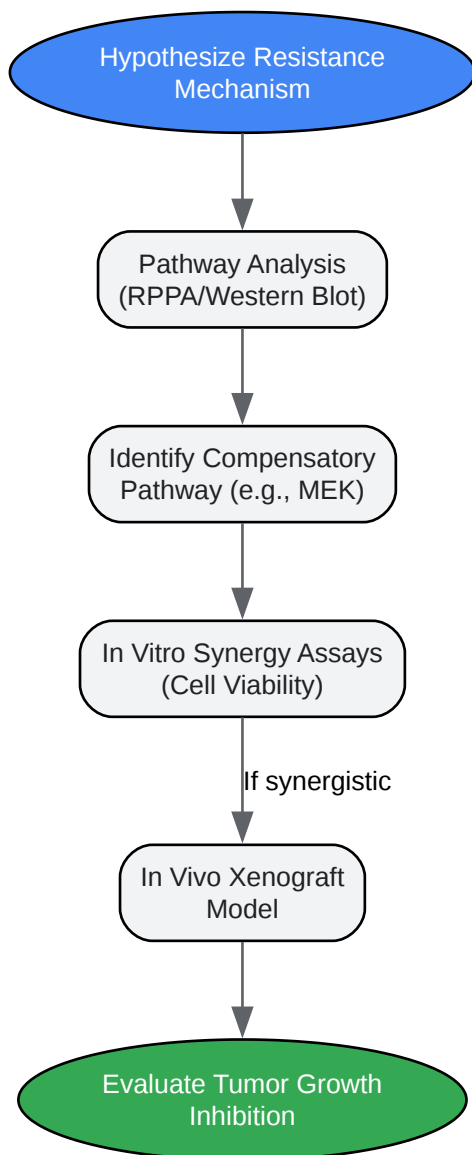 Hypothesize Resistance
Mechanism
Pathway Analysis
(RPPA/Western Blot)
Identify Compensatory
Pathway (e.g., MEK)
In Vitro Synergy Assays
(Cell Viability)
If synergistic
In Vivo Xenograft
Model
Evaluate Tumor Growth
Inhibition